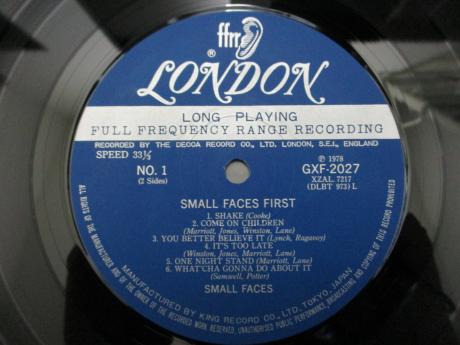 ffrr
LONDON
®
LONG PLAYING
FULL FREQUENCY RANGE RECORDING
RECORDED BY THE DECCA RECORD CO., LTD. LONDON, S.E.I., ENGLAND
SPEED 33⅓
NO. 1
(2 Sides)
℗ 1978
GXF-2027
XZAL. 7217
(DLBT 973) L
SMALL FACES FIRST
1. SHAKE (Cooke)
2. COME ON CHILDREN
(Marriott, Jones, Winston, Lane)
3. YOU BETTER BELIEVE IT (Lynch, Ragavoy)
4. IT'S TOO LATE
(Winston, Jones, Marriott, Lane)
5. ONE NIGHT STAND (Marriott, Lane)
6. WHAT'CHA GONNA DO ABOUT IT
(Samwell, Potter)
SMALL FACES
MANUFACTURED BY KING RECORD CO., LTD. TOKYO, JAPAN
ALL RIGHTS OF THE MANUFACTURER AND OF THE OWNER OF THE RECORDED WORK RESERVED. UNAUTHORISED PUBLIC PERFORMANCE, BROADCASTING AND COPYING OF THIS RECORD PROHIBITED